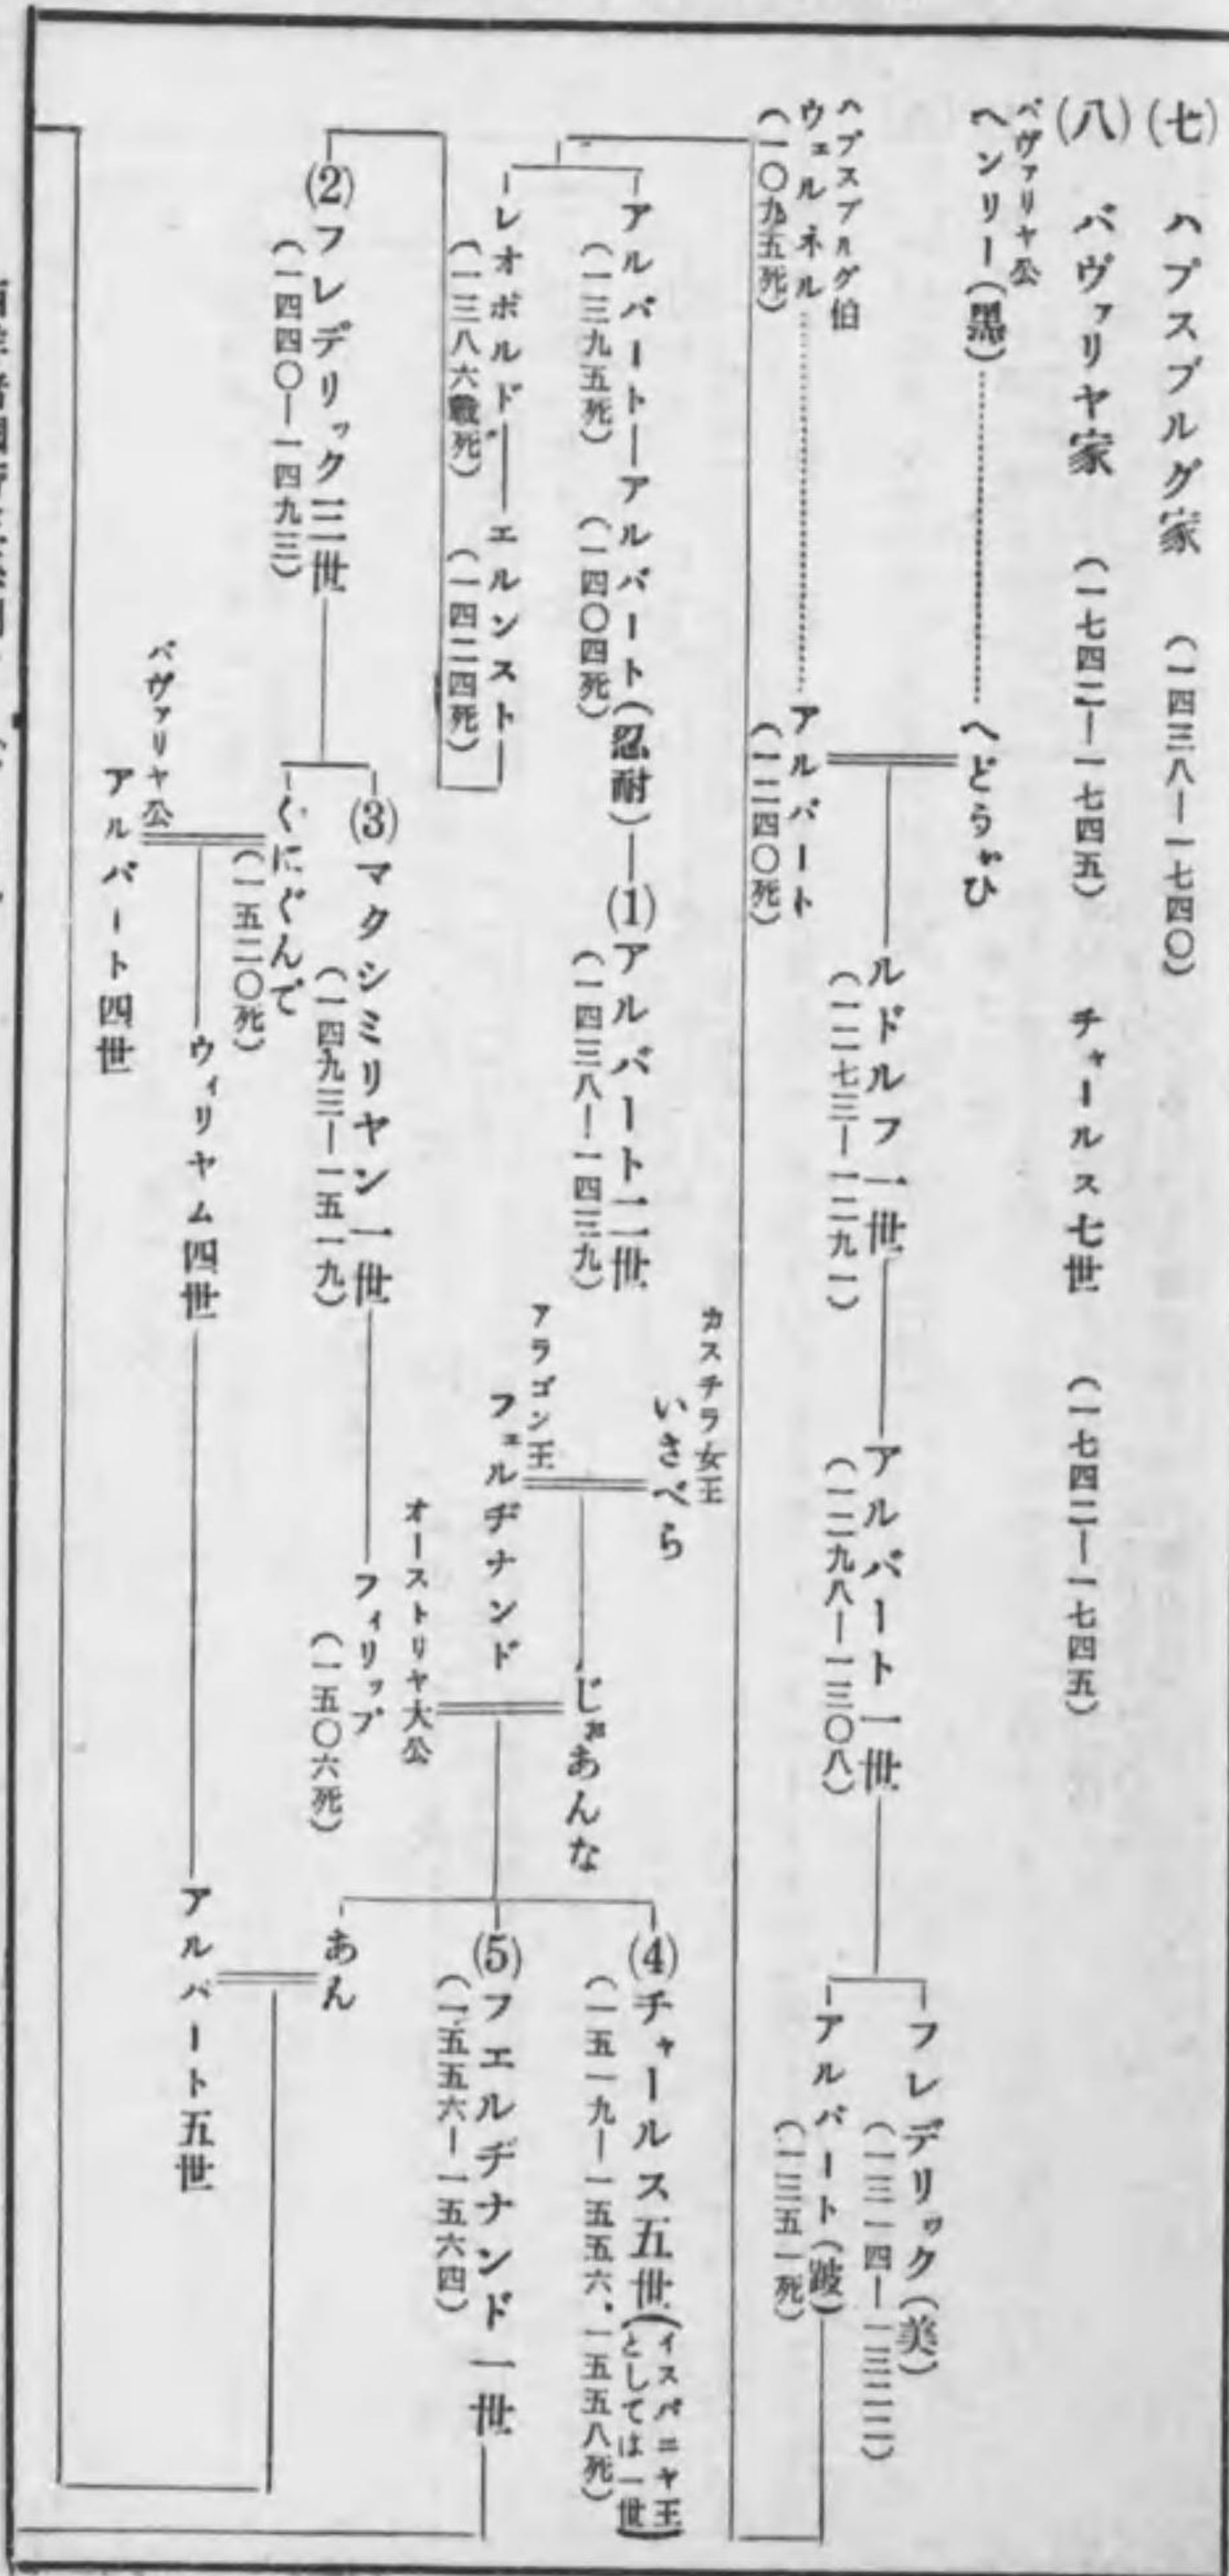 (七) ハプスブルグ家 (一四三八—一七四〇)
(八) バヴァリヤ家 (一七四二—一七四五) チャールス七世 (一七四二—一七四五)
バヴァリヤ公
ヘンリー(黑)
へどうゐひ
ルドルフ一世
(一二七三—一二九一)
アルバート一世
(一二九八—一三〇八)
フレデリック(美)
(一三一四—一三二二)
ハプスブルグ伯
ウェルネル
(一〇九五死)
アルバート
(一二四〇死)
アルバート(跛)
(一三五一死)
アルバート
(一三九五死)
アルバート(忍耐)
(一四〇四死)
(1)アルバート二世
(一四三八—一四三九)
レオポルド
(一三八六戰死)
エルンスト
(一四二四死)
カスチラ女王
いさべら
アラゴン王
フェルヂナンド
じょあんな
(4)チャールス五世(イスパニヤ王としては一世)
(一五一九—一五五六、一五五八死)
(5)フエルヂナンド一世
(一五五六—一五六四)
(2)フレデリック三世
(一四四〇—一四九三)
(3)マクシミリヤン一世
(一四九三—一五一九)
オーストリヤ大公
フィリップ
(一五〇六死)
あん
くにぐんで
(一五二〇死)
バヴァリヤ公
アルバート四世
ウィリヤム四世
アルバート五世